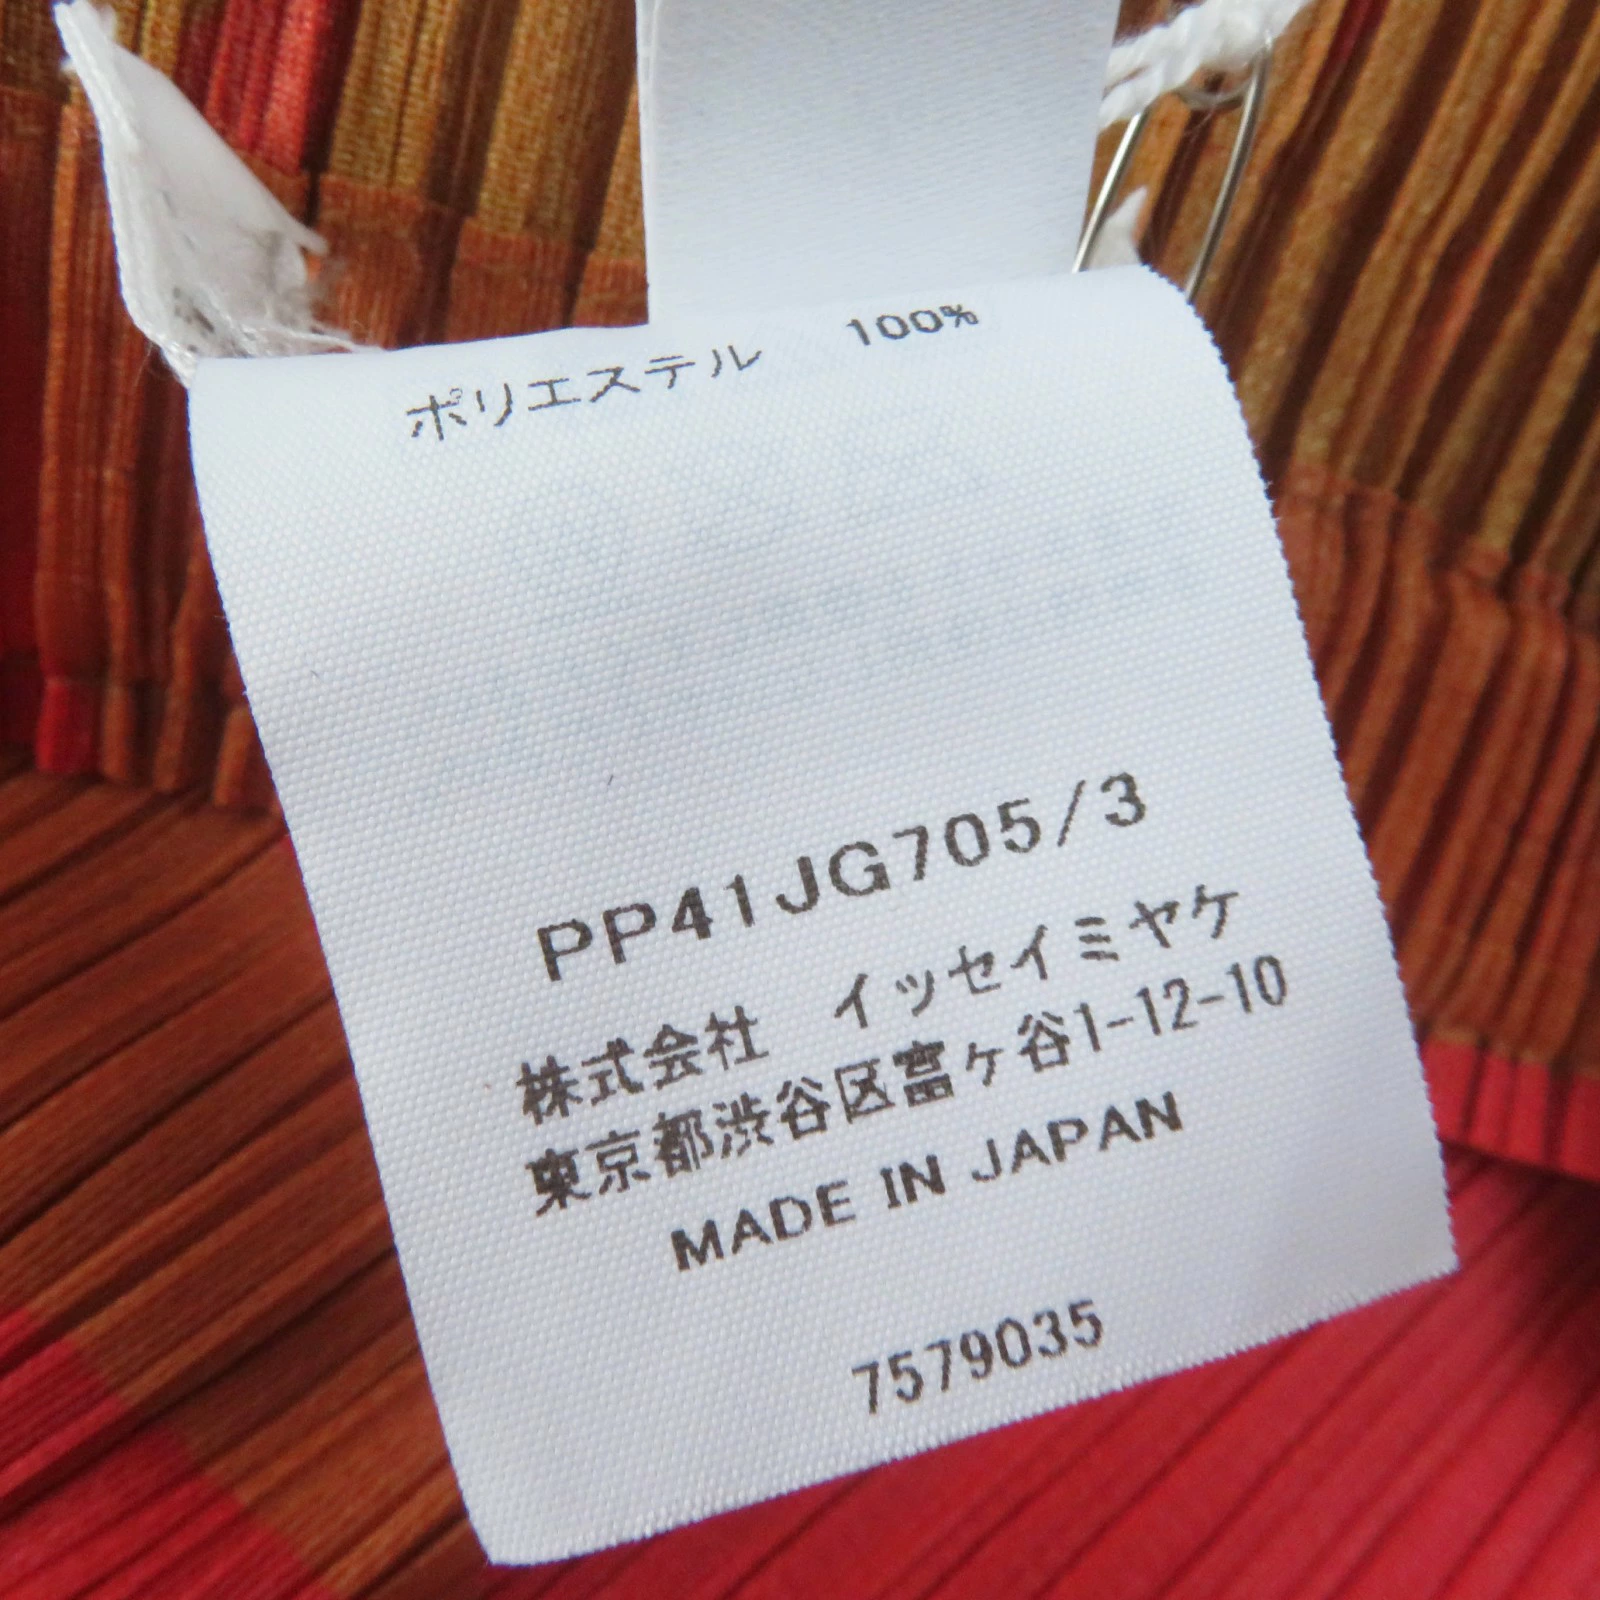 ポリエステル 100%
PP41JG705/3
株式会社 イッセイミヤケ
東京都渋谷区富ヶ谷1-12-10
MADE IN JAPAN
7579035